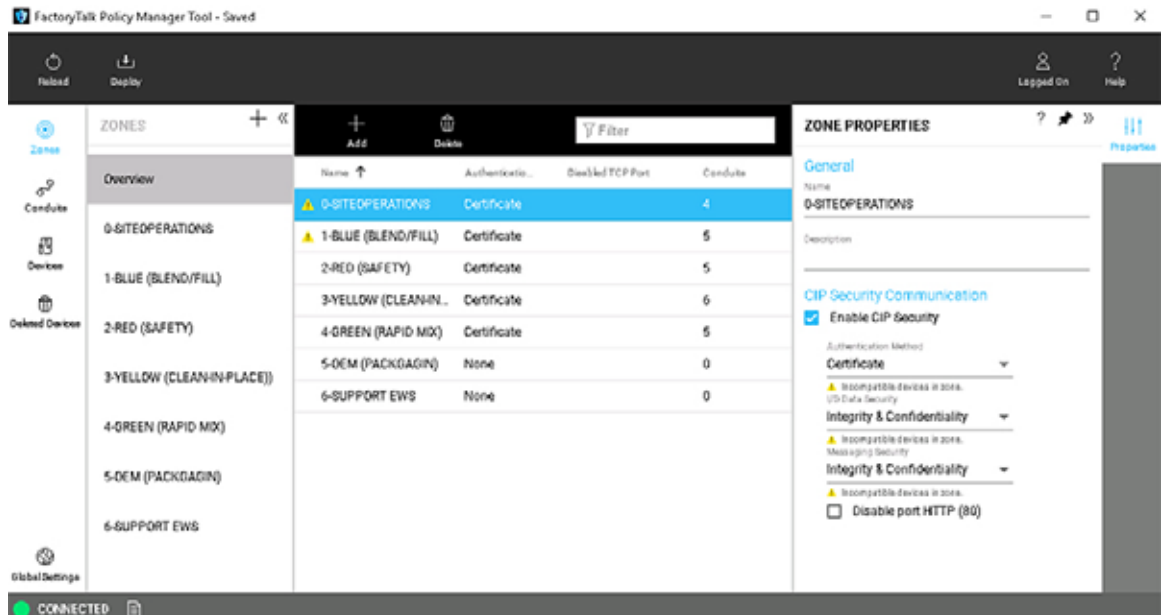 FactoryTalk Policy Manager Tool - Saved
Reload
Deploy
Logged On
Help
Zones
Conduits
Devices
Deleted Devices
Global Settings
ZONES
Overview
0-SITEOPERATIONS
1-BLUE (BLEND/FILL)
2-RED (SAFETY)
3-YELLOW (CLEAN-IN-PLACE))
4-GREEN (RAPID MIX)
5-OEM (PACKGAGIN)
6-SUPPORT EWS
Add
Delete
Filter
Name Authenticatio... Disabled TCP Port Conduits
0-SITEOPERATIONS Certificate 4
1-BLUE (BLEND/FILL) Certificate 5
2-RED (SAFETY) Certificate 5
3-YELLOW (CLEAN-IN... Certificate 6
4-GREEN (RAPID MIX) Certificate 5
5-OEM (PACKGAGIN) None 0
6-SUPPORT EWS None 0
ZONE PROPERTIES
?
Properties
General
Name
0-SITEOPERATIONS
Description
CIP Security Communication
Enable CIP Security
Authentication Method
Certificate
Incompatible devices in zone.
I/O Data Security
Integrity & Confidentiality
Incompatible devices in zone.
Messaging Security
Integrity & Confidentiality
Incompatible devices in zone.
Disable port HTTP (80)
CONNECTED